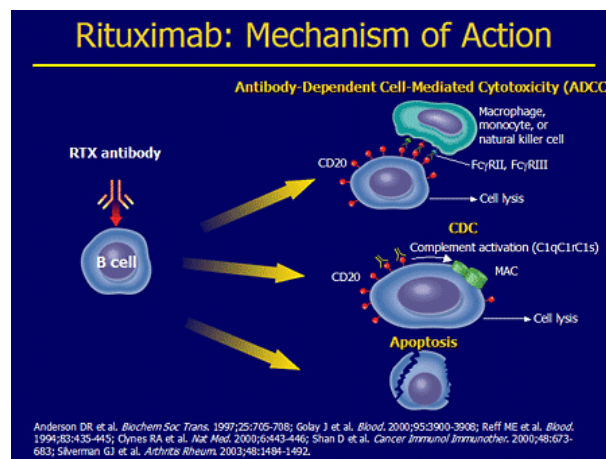 Rituximab: Mechanism of Action
Antibody-Dependent Cell-Mediated Cytotoxicity (ADCC
Macrophage,
monocyte, or
natural killer cell
RTX antibody
CD20
FcγRII, FcγRIII
Cell lysis
CDC
Complement activation (C1qC1rC1s)
B cell
CD20
MAC
Cell lysis
Apoptosis
Anderson DR et al. Biochem Soc Trans. 1997;25:705-708; Golay J et al. Blood. 2000;95:3900-3908; Reff ME et al. Blood.
1994;83:435-445; Clynes RA et al. Nat Med. 2000;6:443-446; Shan D et al. Cancer Immunol Immunother. 2000;48:673-
683; Silverman GJ et al. Arthritis Rheum. 2003;48:1484-1492.